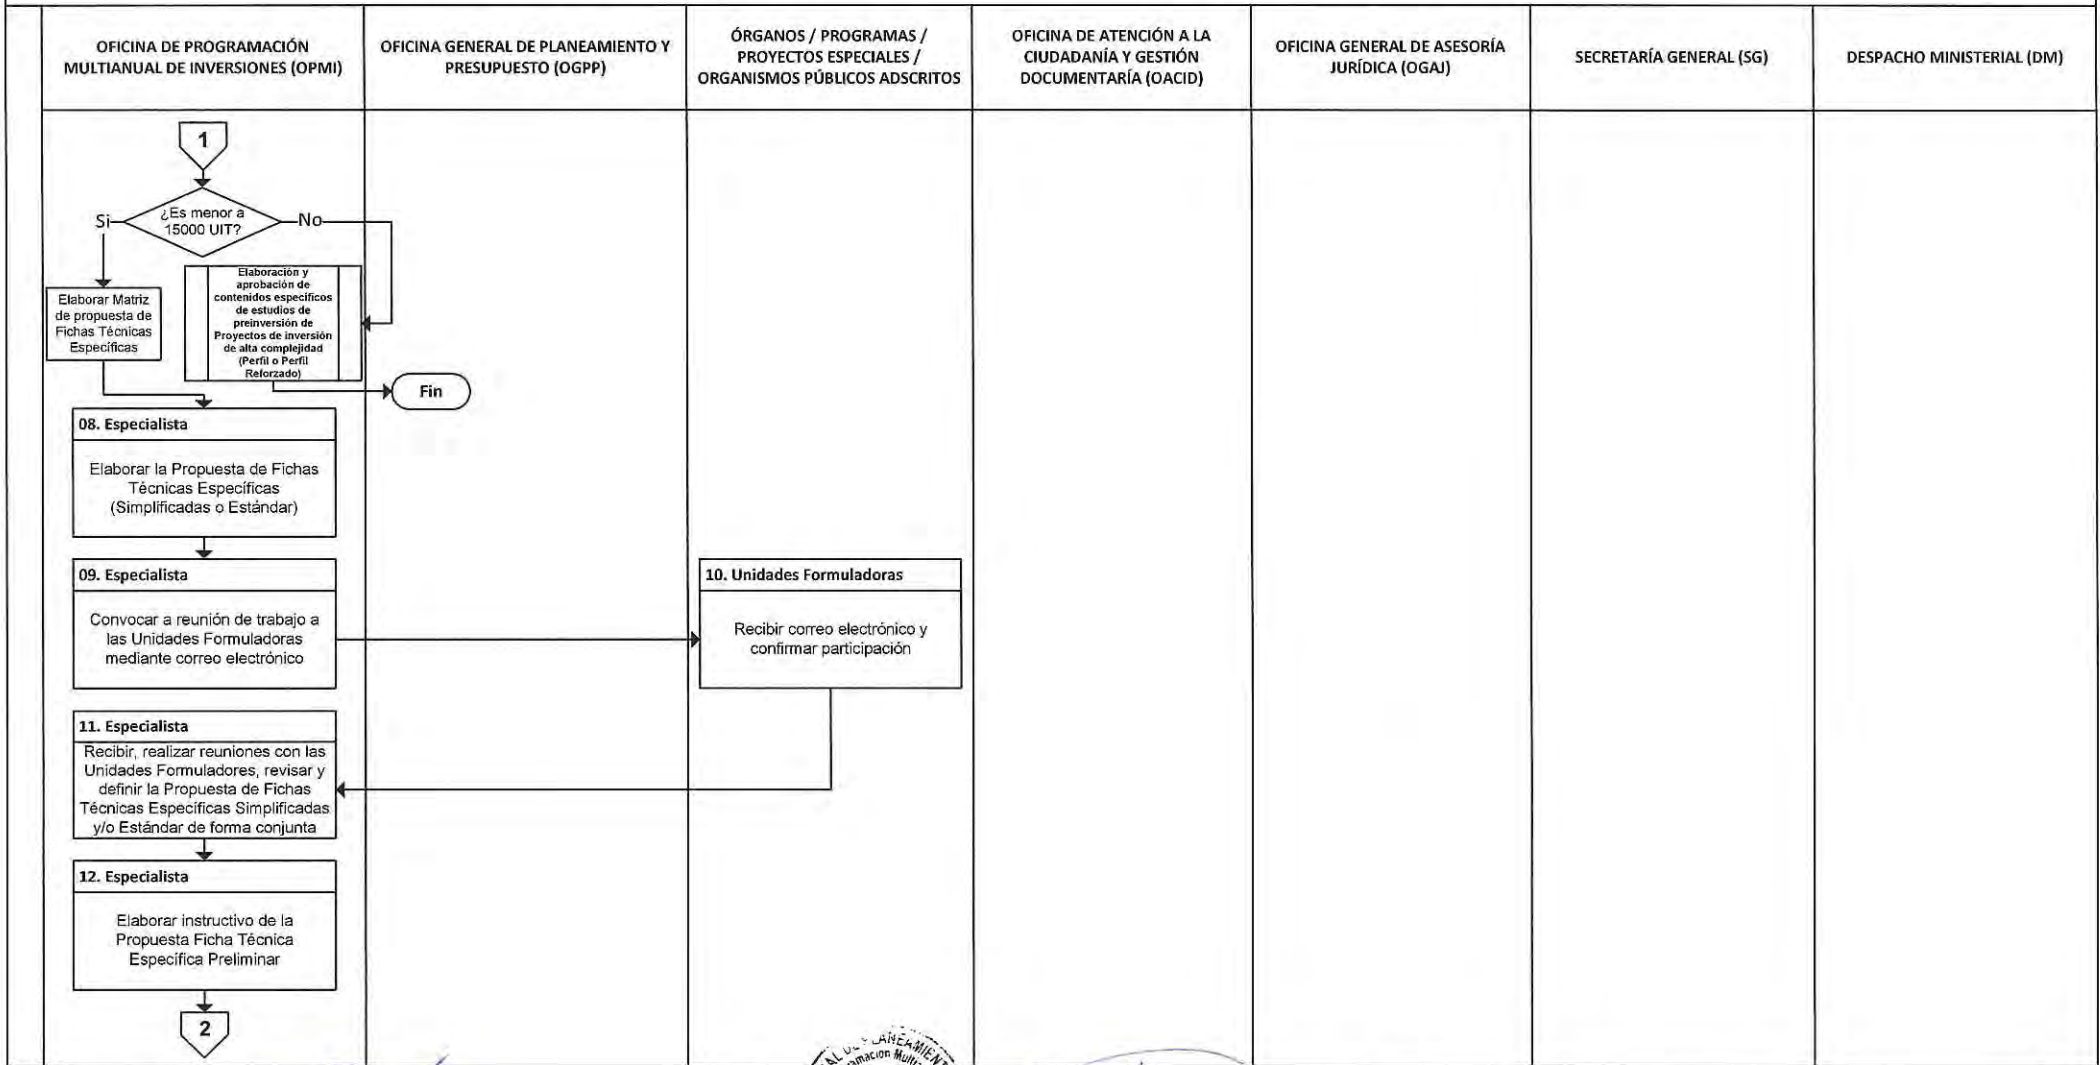 OFICINA DE PROGRAMACIÓN
MULTIANUAL DE INVERSIONES (OPMI)
OFICINA GENERAL DE PLANEAMIENTO Y
PRESUPUESTO (OGPP)
ÓRGANOS / PROGRAMAS /
PROYECTOS ESPECIALES /
ORGANISMOS PÚBLICOS ADSCRITOS
OFICINA DE ATENCIÓN A LA
CIUDADANÍA Y GESTIÓN
DOCUMENTARÍA (OACID)
OFICINA GENERAL DE ASESORÍA
JURÍDICA (OGAJ)
SECRETARÍA GENERAL (SG)
DESPACHO MINISTERIAL (DM)
1
¿Es menor a
15000 UIT?
Si
No
Elaborar Matriz
de propuesta de
Fichas Técnicas
Específicas
Elaboración y
aprobación de
contenidos específicos
de estudios de
preinversión de
Proyectos de inversión
de alta complejidad
(Perfil o Perfil
Reforzado)
Fin
08. Especialista
Elaborar la Propuesta de Fichas
Técnicas Específicas
(Simplificadas o Estándar)
09. Especialista
Convocar a reunión de trabajo a
las Unidades Formuladoras
mediante correo electrónico
10. Unidades Formuladoras
Recibir correo electrónico y
confirmar participación
11. Especialista
Recibir, realizar reuniones con las
Unidades Formuladores, revisar y
definir la Propuesta de Fichas
Técnicas Específicas Simplificadas
y/o Estándar de forma conjunta
12. Especialista
Elaborar instructivo de la
Propuesta Ficha Técnica
Específica Preliminar
2